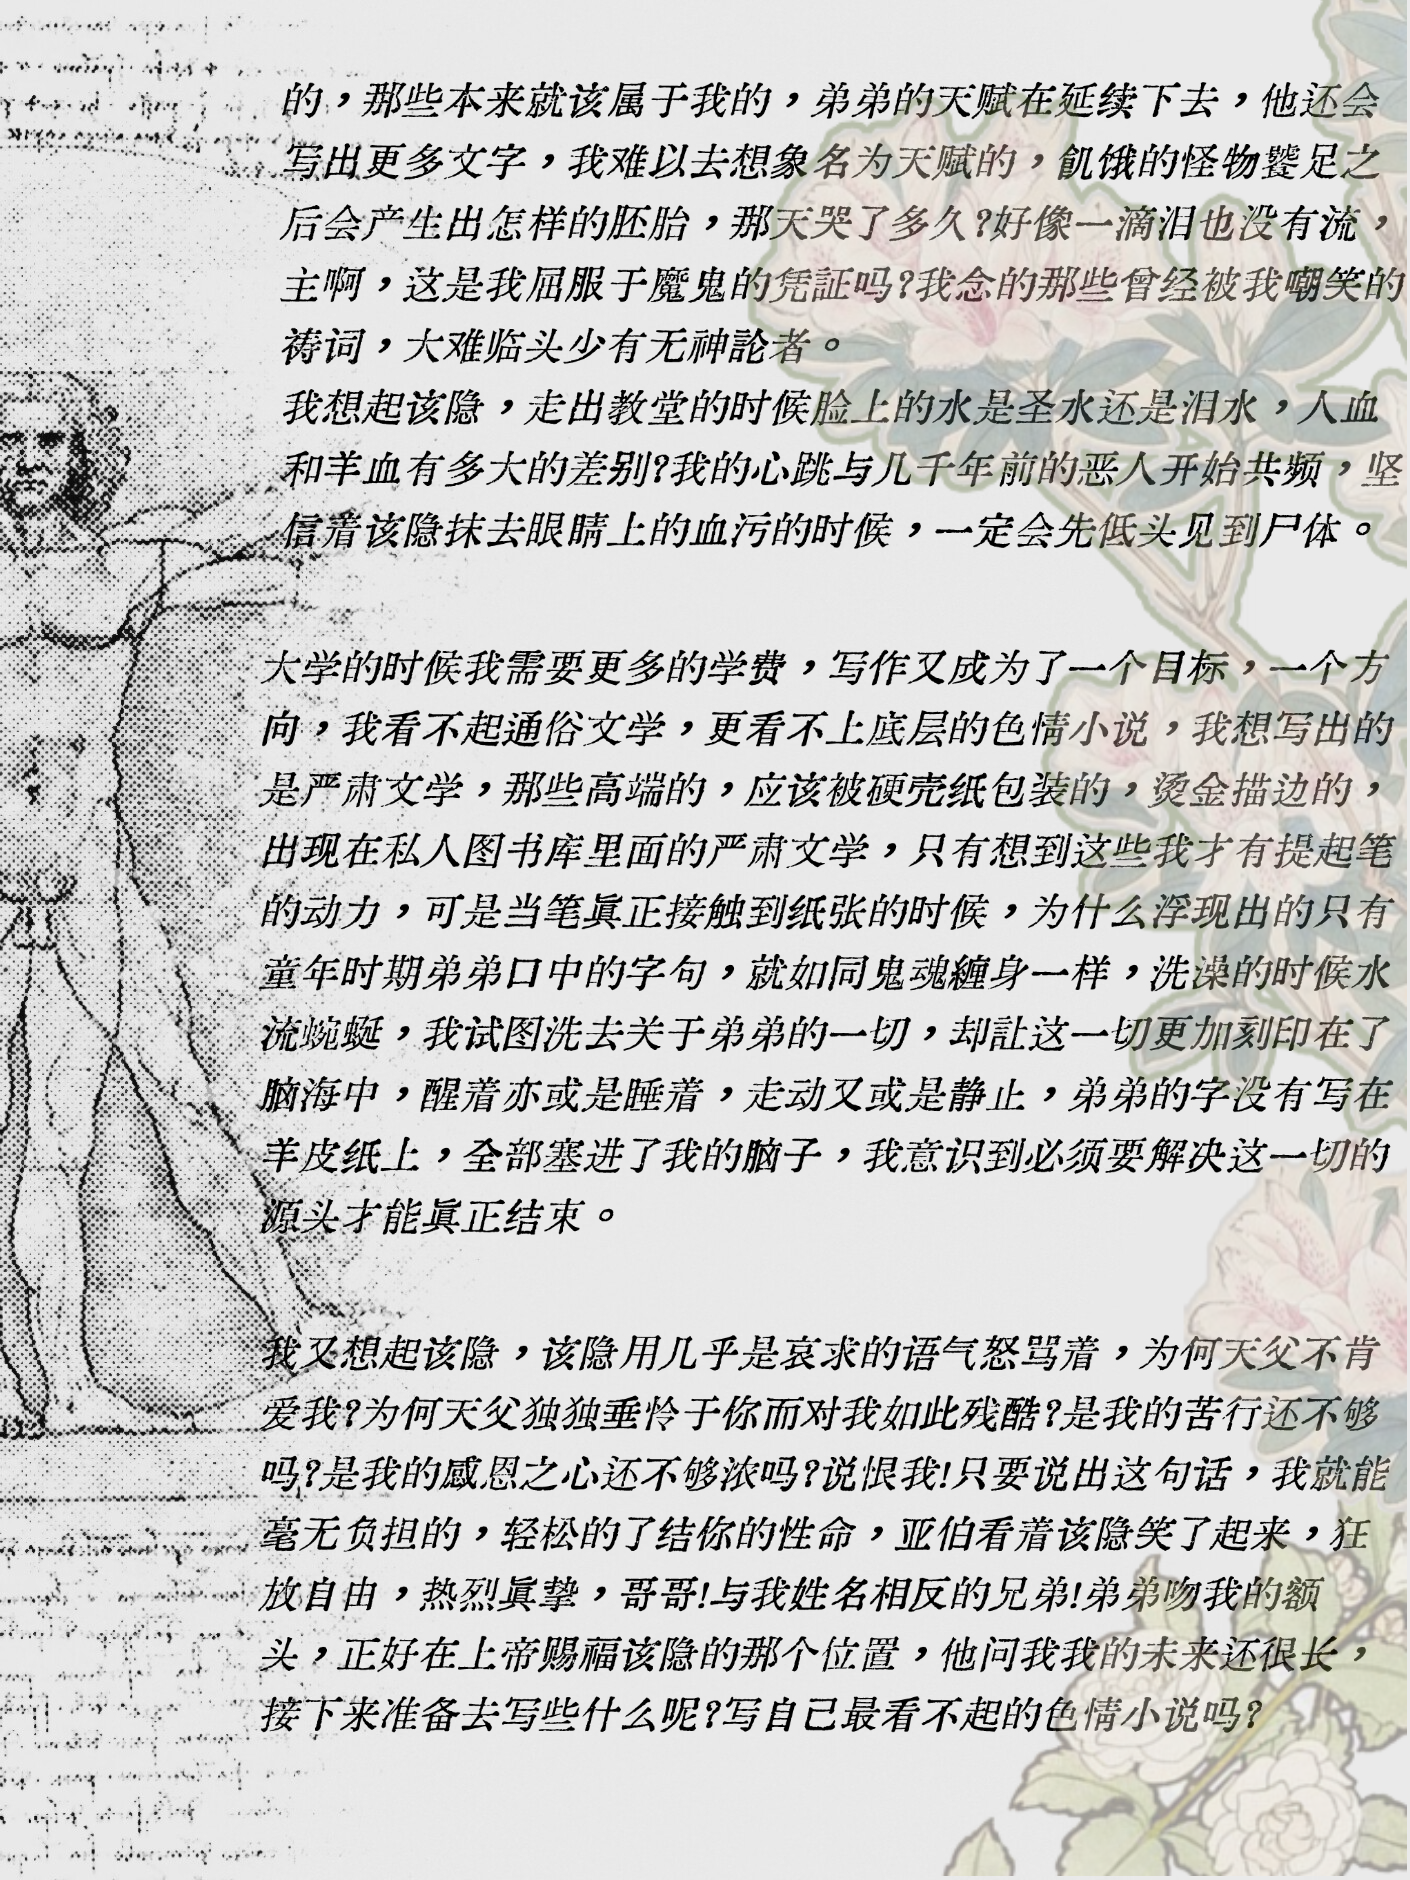 的，那些本来就该属于我的，弟弟的天赋在延续下去，他还会
写出更多文字，我难以去想象名为天赋的，飢饿的怪物饕足之
后会产生出怎样的胚胎，那天哭了多久?好像一滴泪也没有流，
主啊，这是我屈服于魔鬼的凭証吗?我念的那些曾经被我嘲笑的
祷词，大难临头少有无神論者。
我想起该隐，走出教堂的时候脸上的水是圣水还是泪水，人血
和羊血有多大的差别?我的心跳与几千年前的恶人开始共频，坚
信着该隐抹去眼睛上的血污的时候，一定会先低头见到尸体。
大学的时候我需要更多的学费，写作又成为了一个目标，一个方
向，我看不起通俗文学，更看不上底层的色情小说，我想写出的
是严肃文学，那些高端的，应该被硬壳纸包装的，烫金描边的，
出现在私人图书库里面的严肃文学，只有想到这些我才有提起笔
的动力，可是当笔眞正接触到纸张的时候，为什么浮现出的只有
童年时期弟弟口中的字句，就如同鬼魂纏身一样，洗澡的时候水
流蜿蜒，我试图洗去关于弟弟的一切，却註这一切更加刻印在了
脑海中，醒着亦或是睡着，走动又或是静止，弟弟的字没有写在
羊皮纸上，全部塞进了我的脑子，我意识到必须要解决这一切的
源头才能眞正结束。
我又想起该隐，该隐用几乎是哀求的语气怒骂着，为何天父不肯
爱我?为何天父独独垂怜于你而对我如此残酷?是我的苦行还不够
吗?是我的感恩之心还不够浓吗?说恨我!只要说出这句话，我就能
毫无负担的，轻松的了结你的性命，亚伯看着该隐笑了起来，狂
放自由，热烈眞挚，哥哥!与我姓名相反的兄弟!弟弟吻我的额
头，正好在上帝赐福该隐的那个位置，他问我我的未来还很长，
接下来准备去写些什么呢?写自己最看不起的色情小说吗?